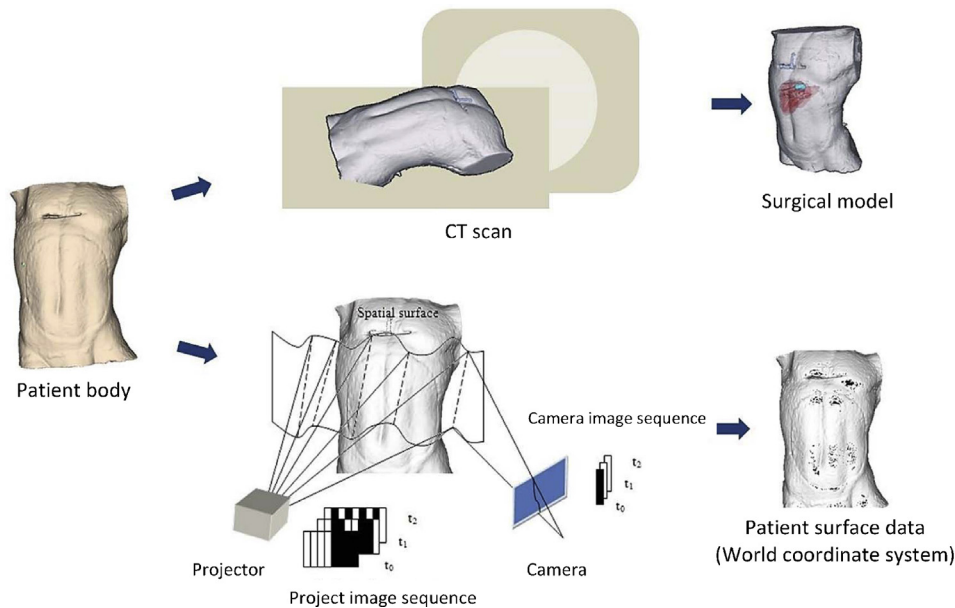 CT scan
Surgical model
Patient body
Spatial surface
Camera image sequence
t2
t1
t0
t2
t1
t0
Projector
Camera
Project image sequence
Patient surface data
(World coordinate system)